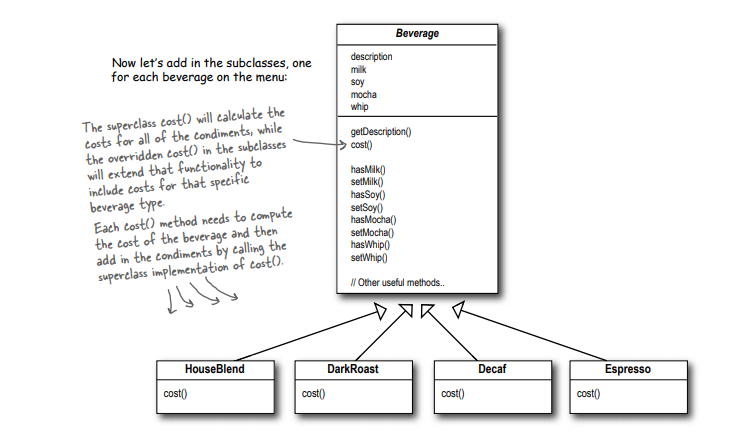 Beverage
Now let's add in the subclasses, one
for each beverage on the menu:
description
milk
soy
mocha
whip
The superclass cost() will calculate the
costs for all of the condiments, while
the overridden cost() in the subclasses
will extend that functionality to
include costs for that specific
beverage type.
Each cost() method needs to compute
the cost of the beverage and then
add in the condiments by calling the
superclass implementation of cost().
getDescription()
cost()
hasMilk()
setMilk()
hasSoy()
setSoy()
hasMocha()
setMocha()
hasWhip()
setWhip()
// Other useful methods..
HouseBlend
cost()
DarkRoast
cost()
Decaf
cost()
Espresso
cost()